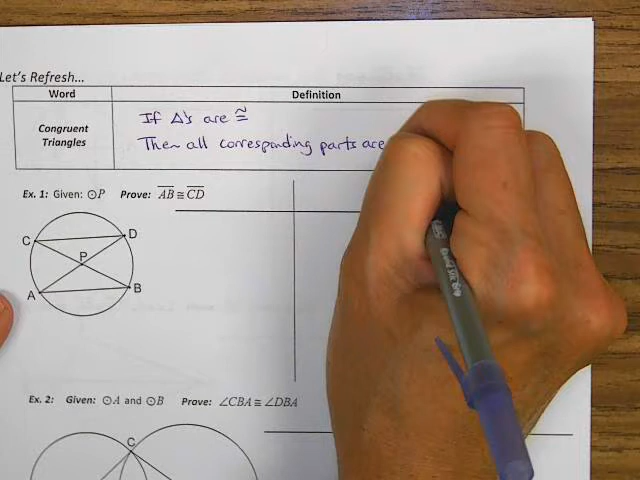 Let's Refresh...
Word Definition
Congruent Triangles
If Δ's are ≅
Then all corresponding parts are
Ex. 1: Given: ⊙P Prove: AB ≅ CD
C
D
P
A
B
Ex. 2: Given: ⊙A and ⊙B Prove: ∠CBA ≅ ∠DBA
C